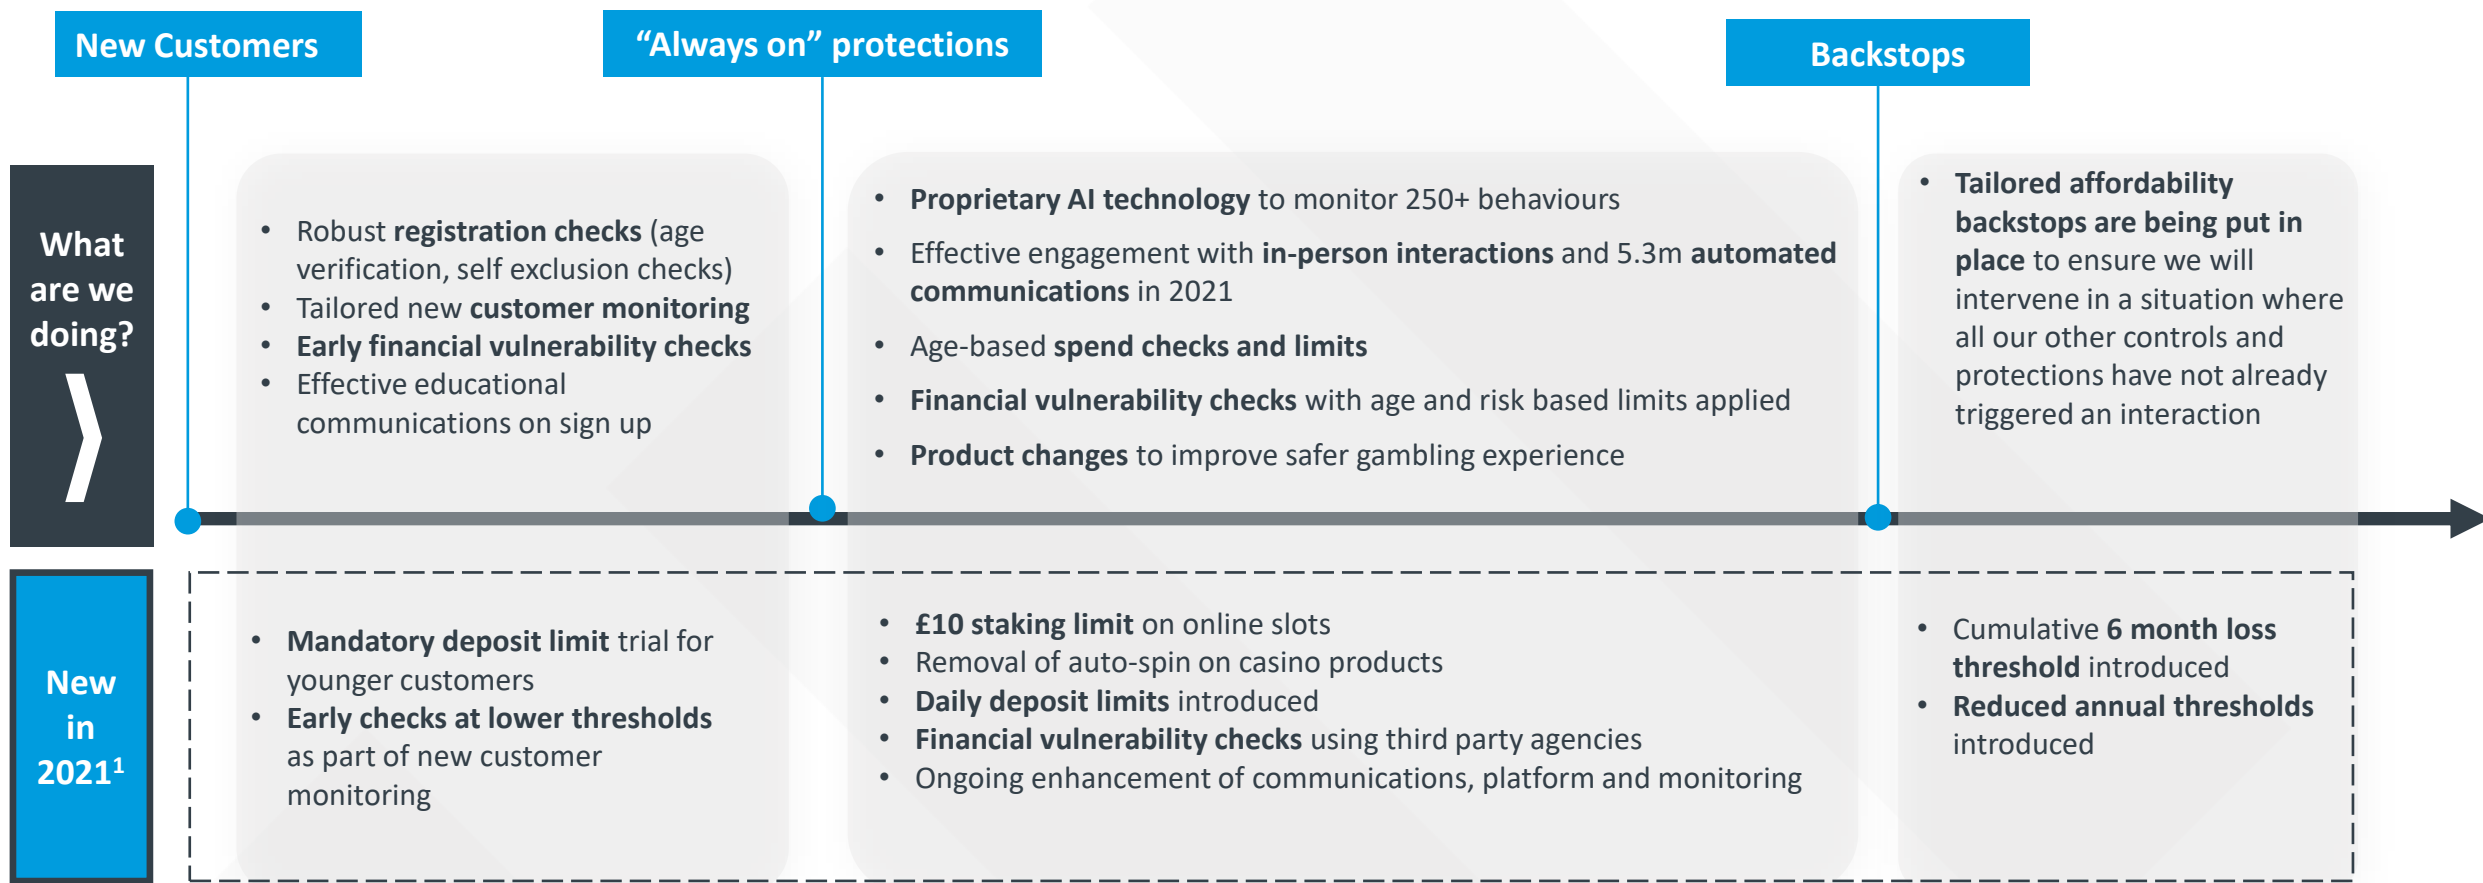 New Customers
“Always on” protections
Backstops
What
are we
doing?
• Robust registration checks (age
verification, self exclusion checks)
• Tailored new customer monitoring
• Early financial vulnerability checks
• Effective educational
communications on sign up
• Proprietary AI technology to monitor 250+ behaviours
• Effective engagement with in-person interactions and 5.3m automated
communications in 2021
• Age-based spend checks and limits
• Financial vulnerability checks with age and risk based limits applied
• Product changes to improve safer gambling experience
• Tailored affordability
backstops are being put in
place to ensure we will
intervene in a situation where
all our other controls and
protections have not already
triggered an interaction
New
in
2021¹
• Mandatory deposit limit trial for
younger customers
• Early checks at lower thresholds
as part of new customer
monitoring
• £10 staking limit on online slots
• Removal of auto-spin on casino products
• Daily deposit limits introduced
• Financial vulnerability checks using third party agencies
• Ongoing enhancement of communications, platform and monitoring
• Cumulative 6 month loss
threshold introduced
• Reduced annual thresholds
introduced